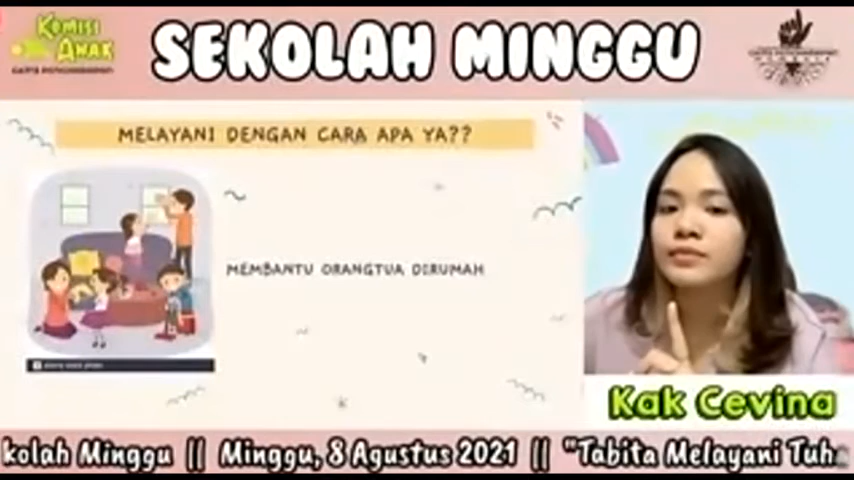 KOMISI
ANAK
SEKOLAH MINGGU
MELAYANI DENGAN CARA APA YA??
MEMBANTU ORANGTUA DIRUMAH
Kak Cevina
kolah Minggu || Minggu, 8 Agustus 2021 || "Tabita Melayani Tuha